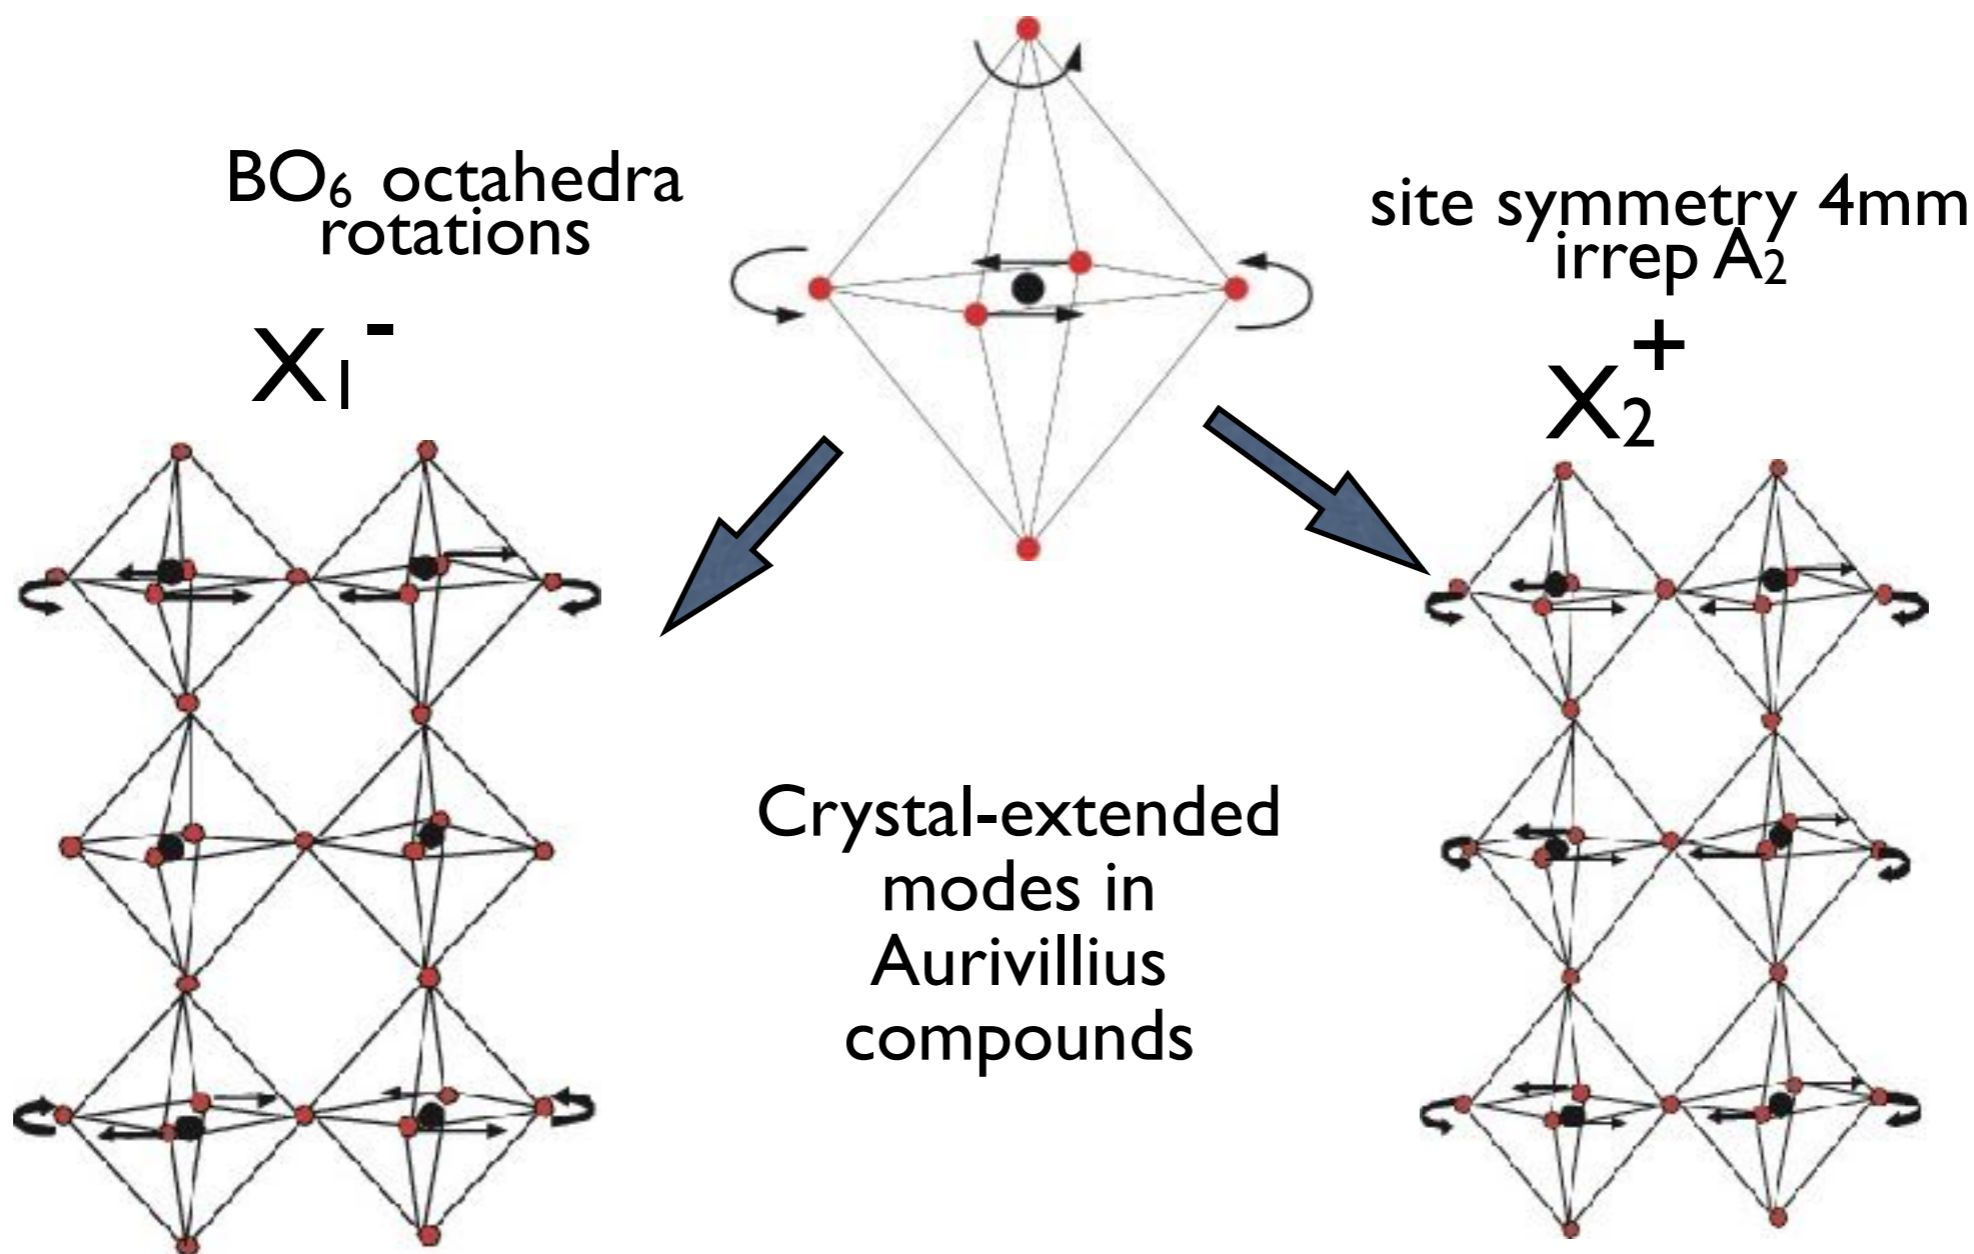 BO₆ octahedra
rotations
X₁⁻
site symmetry 4mm
irrep A₂
X₂⁺
Crystal-extended
modes in
Aurivillius
compounds